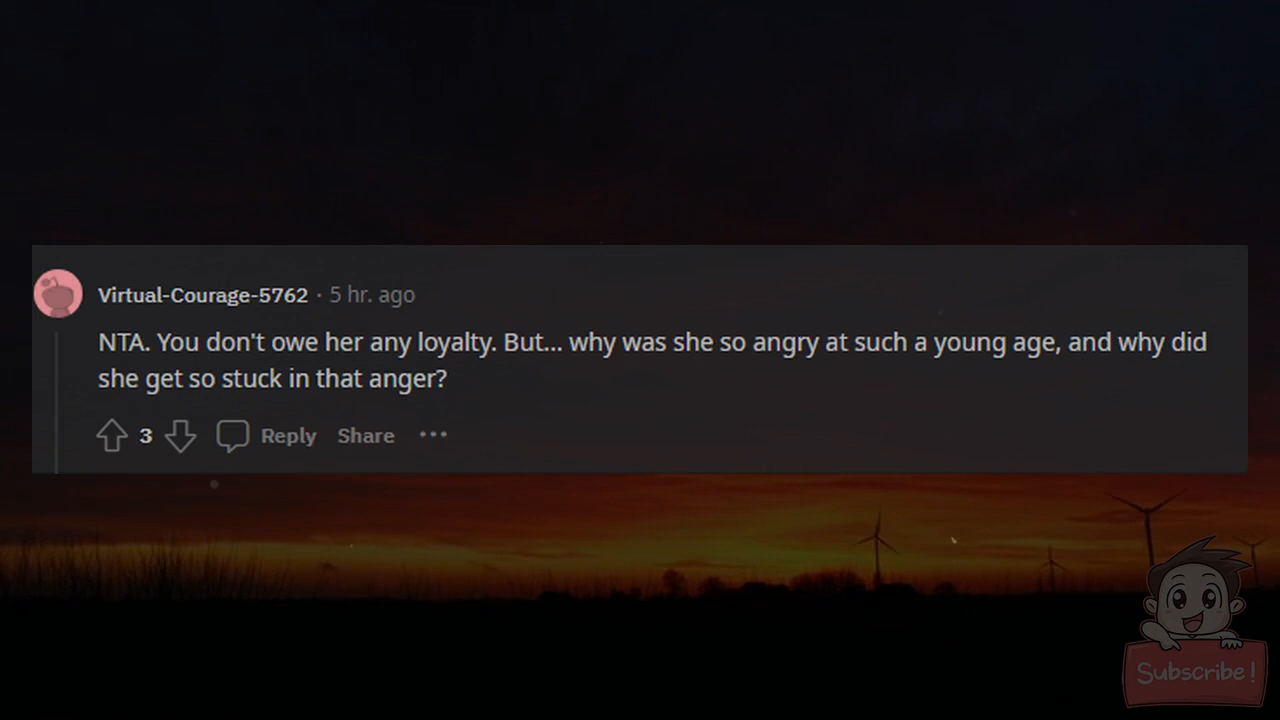 Virtual-Courage-5762 · 5 hr. ago
NTA. You don't owe her any loyalty. But... why was she so angry at such a young age, and why did
she get so stuck in that anger?
3 Reply Share ...
Subscribe!